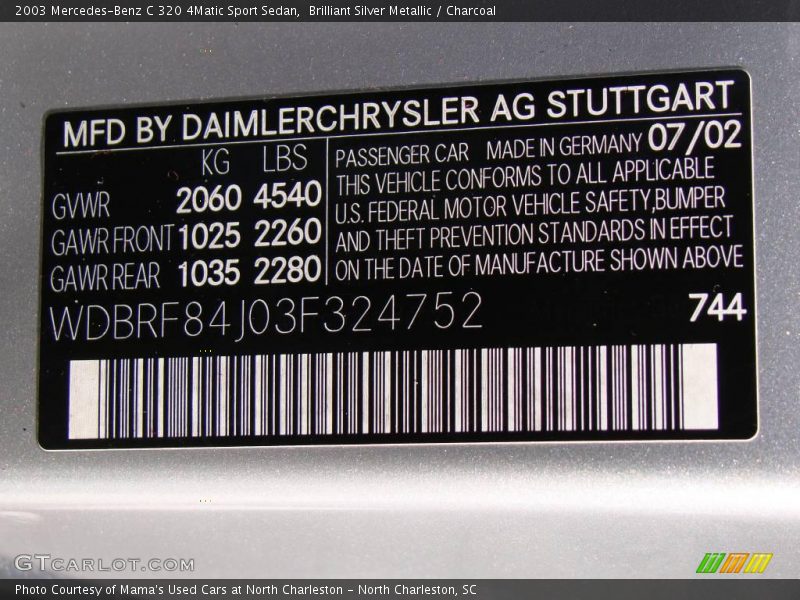 2003 Mercedes-Benz C 320 4Matic Sport Sedan,  Brilliant Silver Metallic / Charcoal
MFD BY DAIMLERCHRYSLER AG STUTTGART
KG LBS
GVWR 2060 4540
GAWR FRONT 1025 2260
GAWR REAR 1035 2280
PASSENGER CAR MADE IN GERMANY 07/02
THIS VEHICLE CONFORMS TO ALL APPLICABLE
U.S. FEDERAL MOTOR VEHICLE SAFETY,BUMPER
AND THEFT PREVENTION STANDARDS IN EFFECT
ON THE DATE OF MANUFACTURE SHOWN ABOVE
WDBRF84J03F324752
744
GTCARLOT.COM
Photo Courtesy of Mama's Used Cars at North Charleston - North Charleston, SC